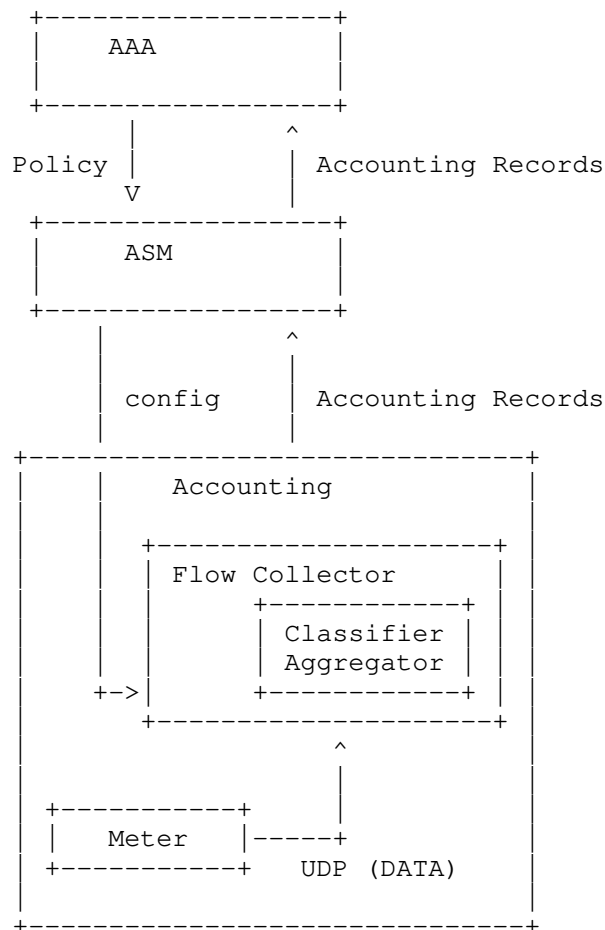 AAA
Policy Accounting Records
ASM
config Accounting Records
Accounting
Flow Collector
Classifier
Aggregator
Meter
UDP (DATA)